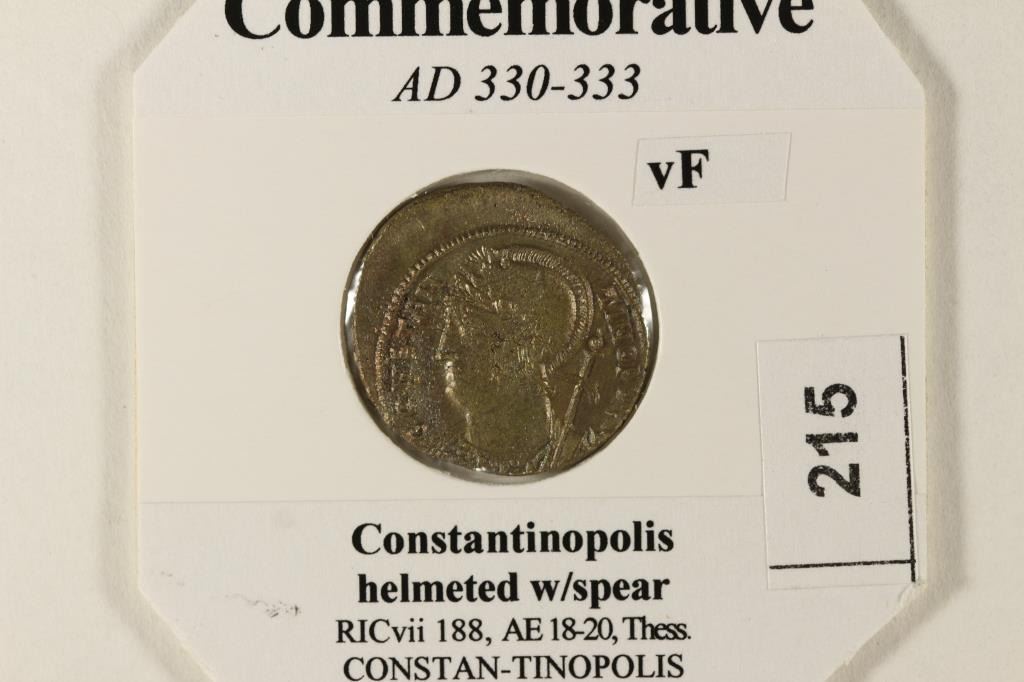 Commemorative
AD 330-333
vF
215
Constantinopolis
helmeted w/spear
RICvii 188, AE 18-20, Thess.
CONSTAN-TINOPOLIS